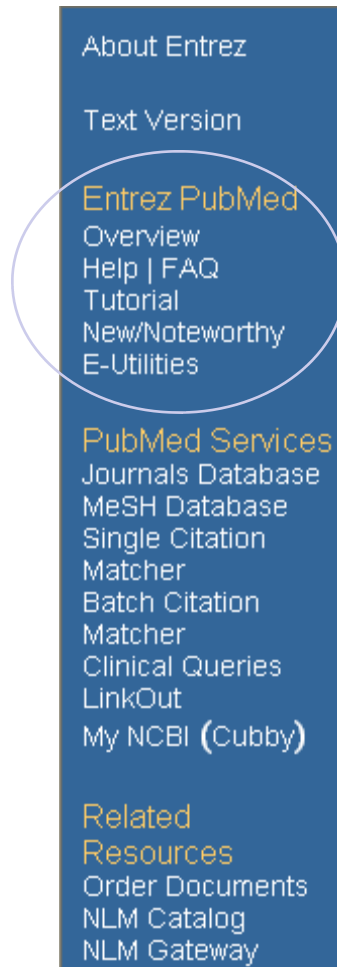 About Entrez
Text Version
Entrez PubMed
Overview
Help | FAQ
Tutorial
New/Noteworthy
E-Utilities
PubMed Services
Journals Database
MeSH Database
Single Citation
Matcher
Batch Citation
Matcher
Clinical Queries
LinkOut
My NCBI (Cubby)
Related
Resources
Order Documents
NLM Catalog
NLM Gateway